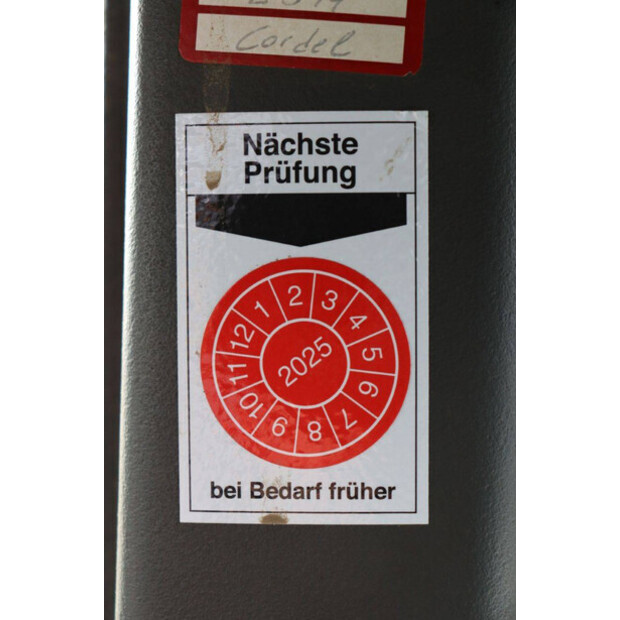 Cordel
Nächste
Prüfung
1 2 3 4 5 6 7 8 9 10 11 12
2025
bei Bedarf früher